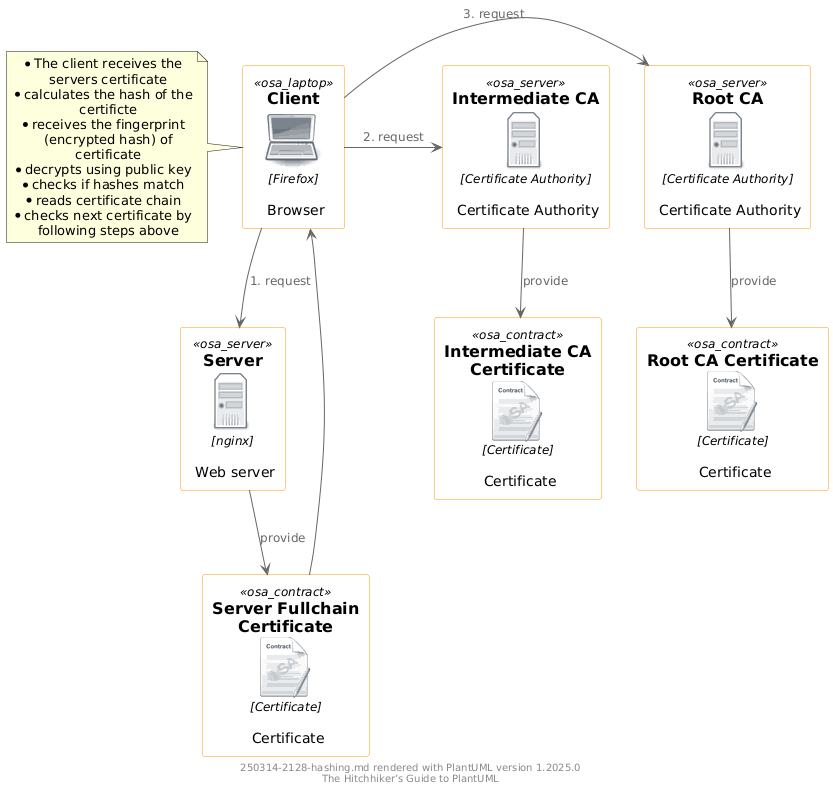 3. request
• The client receives the
servers certificate
• calculates the hash of the
certificte
• receives the fingerprint
(encrypted hash) of
certificate
• decrypts using public key
• checks if hashes match
• reads certificate chain
• checks next certificate by
following steps above
«osa_laptop»
Client
[Firefox]
Browser
2. request
«osa_server»
Intermediate CA
[Certificate Authority]
Certificate Authority
«osa_server»
Root CA
[Certificate Authority]
Certificate Authority
1. request
provide
provide
«osa_server»
Server
[nginx]
Web server
«osa_contract»
Intermediate CA
Certificate
Contract
OSA
[Certificate]
Certificate
«osa_contract»
Root CA Certificate
Contract
OSA
[Certificate]
Certificate
provide
«osa_contract»
Server Fullchain
Certificate
Contract
OSA
[Certificate]
Certificate
250314-2128-hashing.md rendered with PlantUML version 1.2025.0
The Hitchhiker's Guide to PlantUML